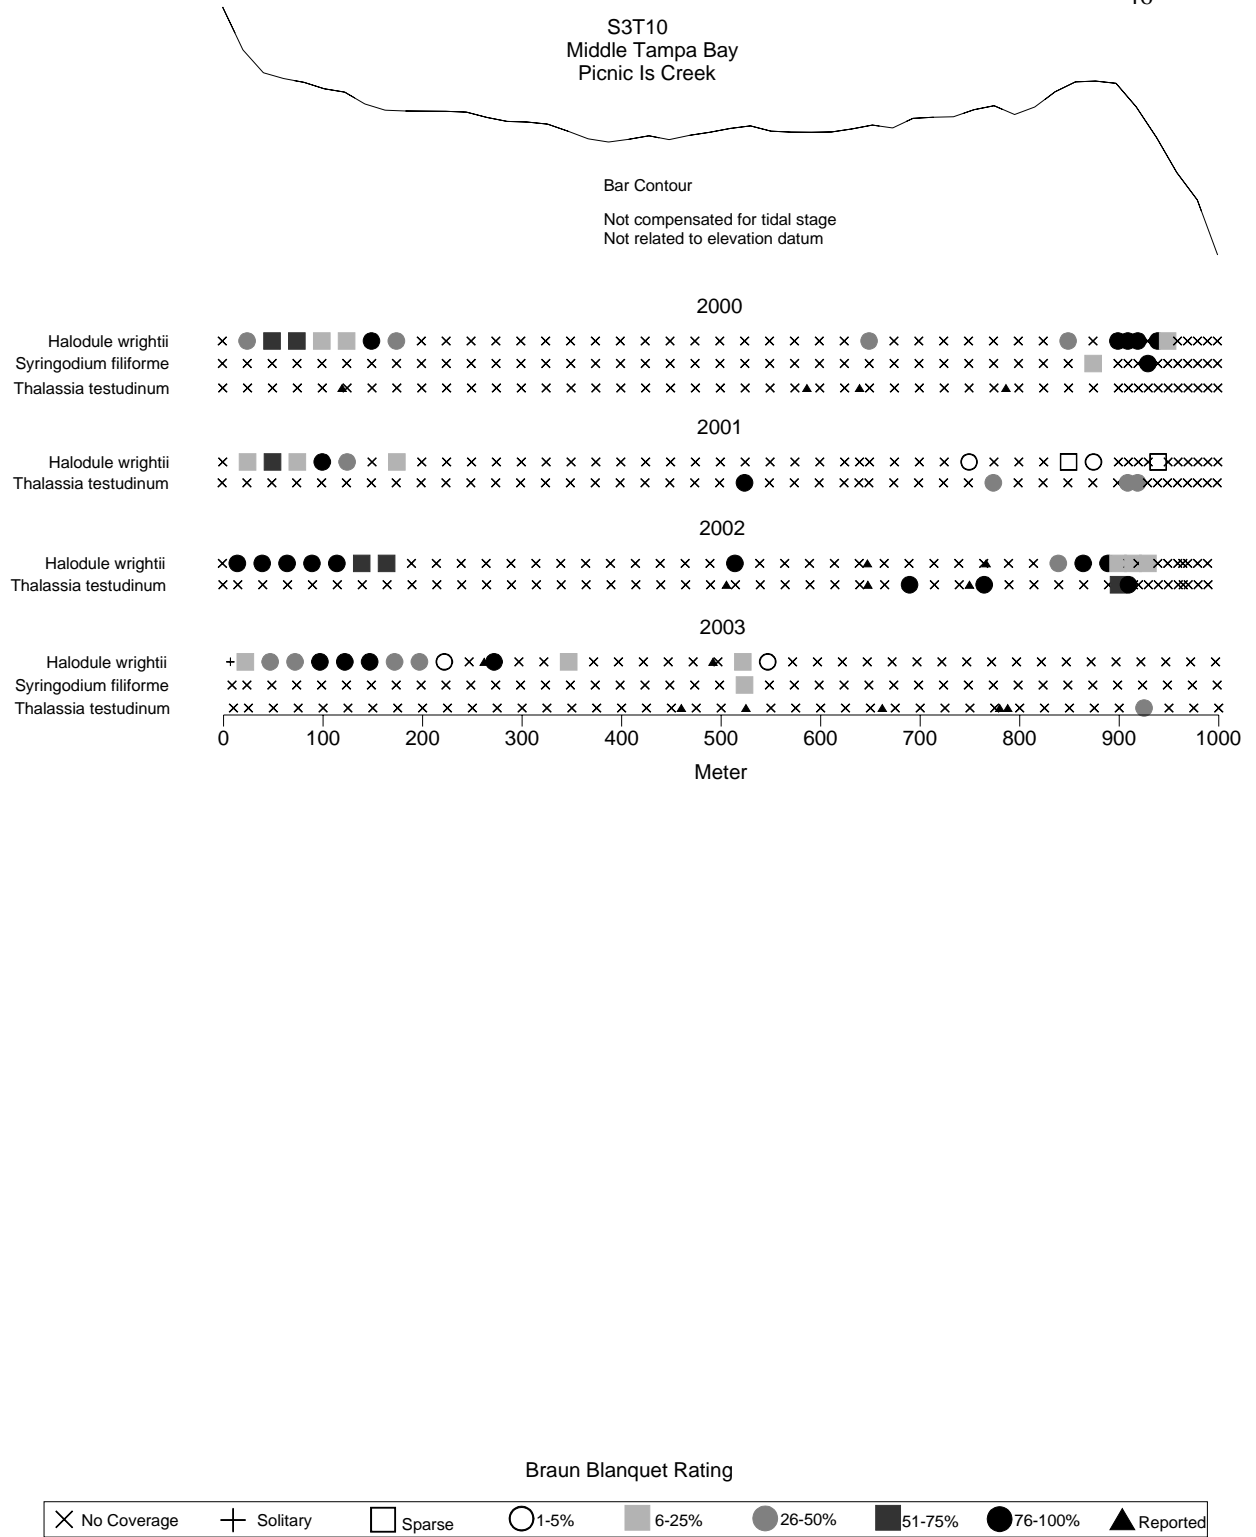 S3T10
Middle Tampa Bay
Picnic Is Creek
Bar Contour
Not compensated for tidal stage
Not related to elevation datum
2000
Halodule wrightii
Syringodium filiforme
Thalassia testudinum
2001
Halodule wrightii
Thalassia testudinum
2002
Halodule wrightii
Thalassia testudinum
2003
Halodule wrightii
Syringodium filiforme
Thalassia testudinum
0 100 200 300 400 500 600 700 800 900 1000
Meter
Braun Blanquet Rating
No Coverage Solitary Sparse 1-5% 6-25% 26-50% 51-75% 76-100% Reported